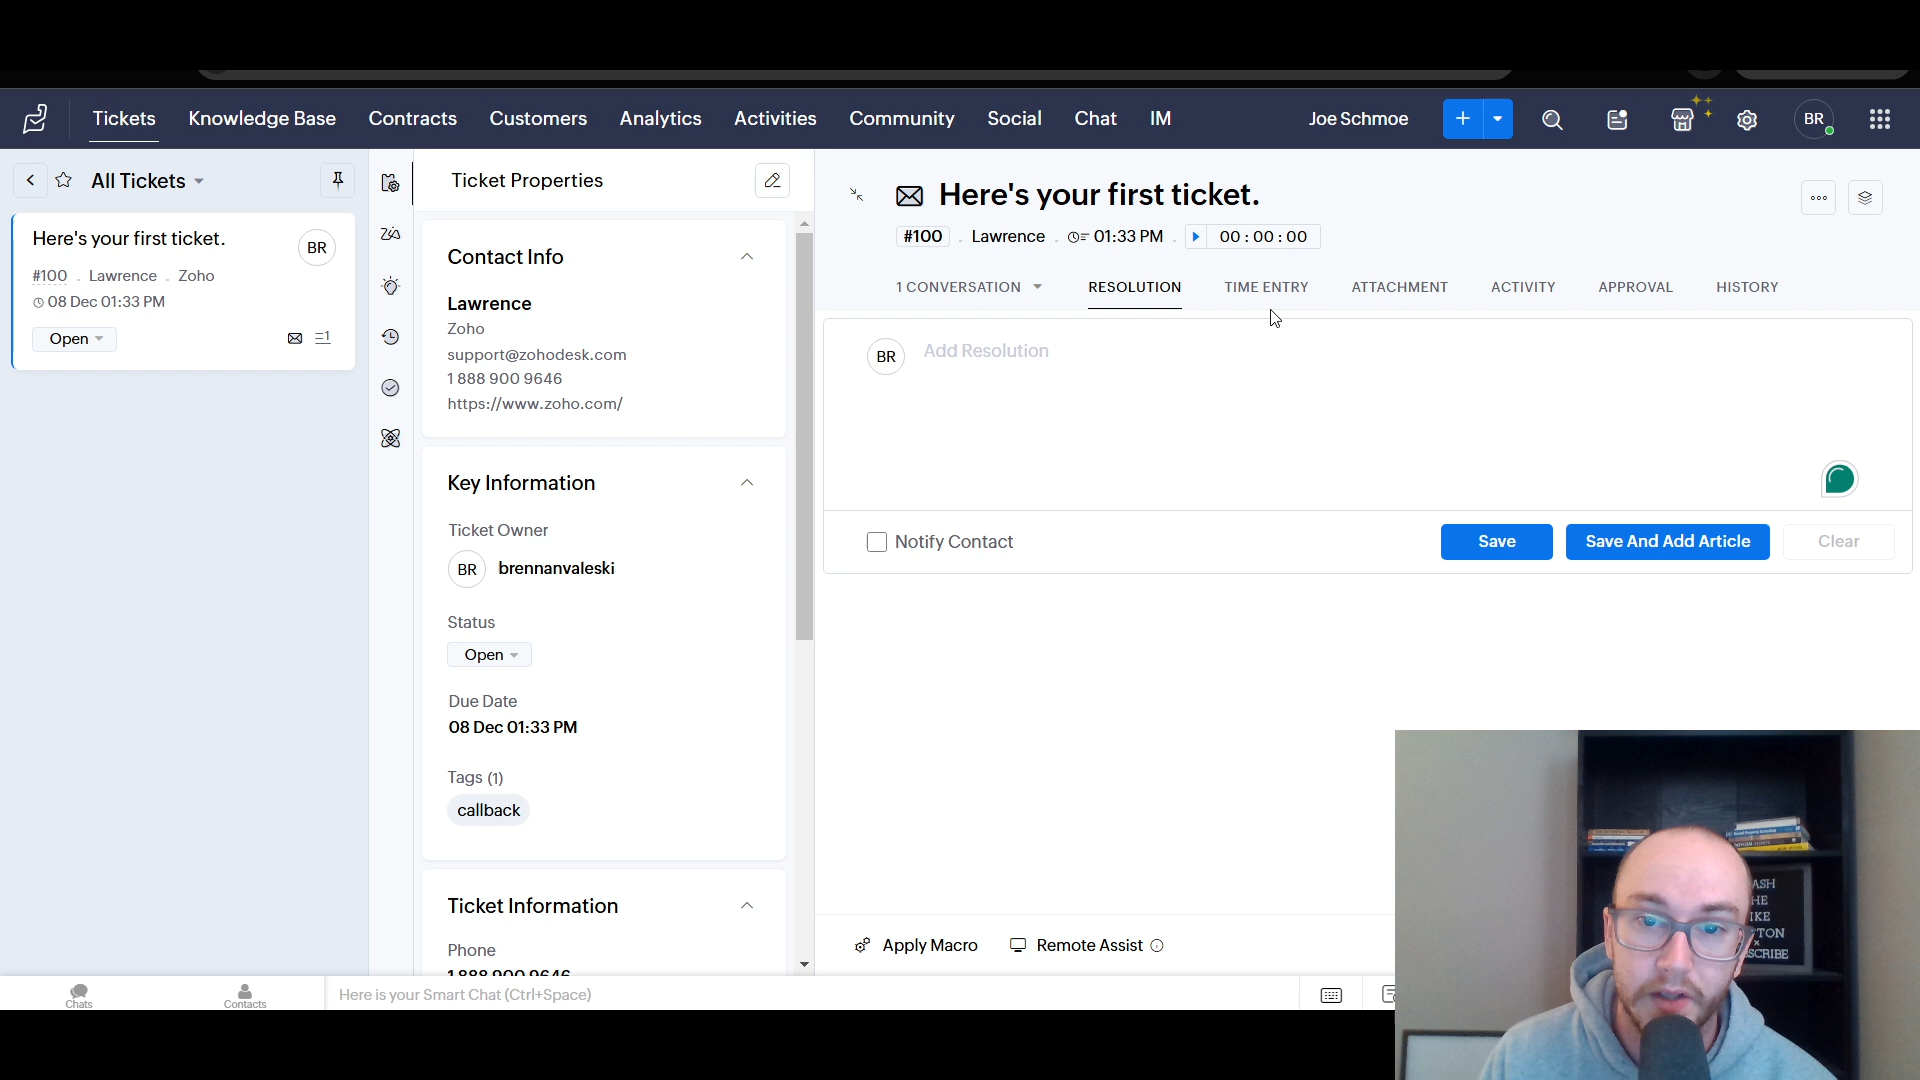 Tickets Knowledge Base Contracts Customers Analytics Activities Community Social Chat IM Joe Schmoe BR
All Tickets
Here's your first ticket. BR
#100 . Lawrence . Zoho
08 Dec 01:33 PM
Open
1
Ticket Properties
Contact Info
Lawrence
Zoho
support@zohodesk.com
1 888 900 9646
https://www.zoho.com/
Key Information
Ticket Owner
BR brennanvaleski
Status
Open
Due Date
08 Dec 01:33 PM
Tags (1)
callback
Ticket Information
Phone
1 888 900 9646
Here's your first ticket.
#100 . Lawrence . 01:33 PM . 00 : 00 : 00
1 CONVERSATION RESOLUTION TIME ENTRY ATTACHMENT ACTIVITY APPROVAL HISTORY
BR Add Resolution
Notify Contact Save Save And Add Article Clear
Apply Macro Remote Assist
Chats Contacts Here is your Smart Chat (Ctrl+Space)